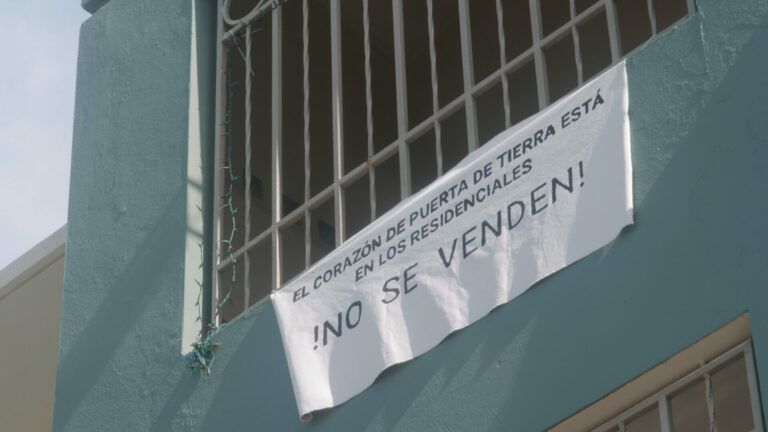 EL CORAZÓN DE PUERTA DE TIERRA ESTÁ
EN LOS RESIDENCIALES
!NO SE VENDEN!